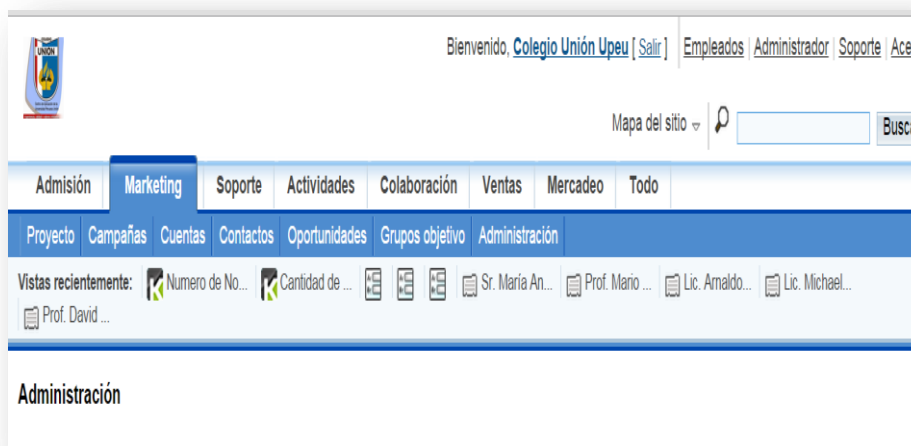 UNION
Bienvenido, Colegio Unión Upeu [ Salir ] Empleados Administrador Soporte Ace
Mapa del sitio Busca
Admisión Marketing Soporte Actividades Colaboración Ventas Mercadeo Todo
Proyecto Campañas Cuentas Contactos Oportunidades Grupos objetivo Administración
Vistas recientemente: Numero de No... Cantidad de ... Sr. María An... Prof. Mario ... Lic. Arnaldo... Lic. Michael...
Prof. David ...
Administración